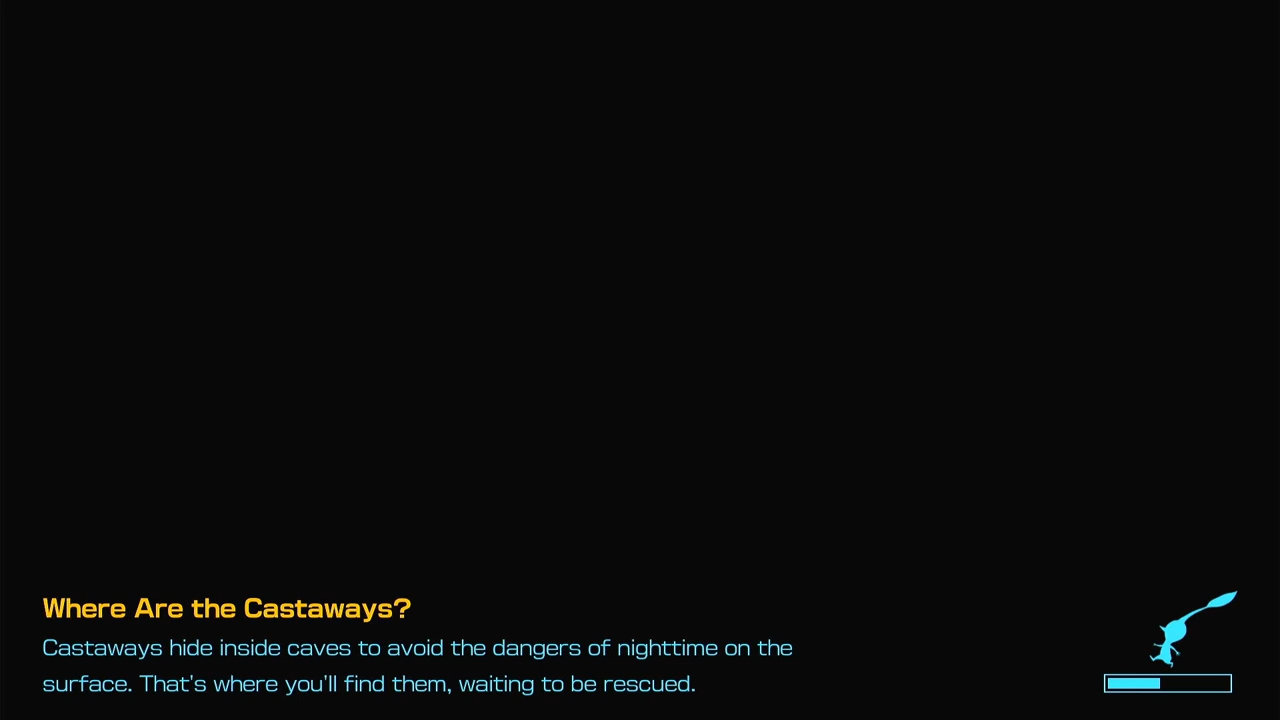 Where Are the Castaways?
Castaways hide inside caves to avoid the dangers of nighttime on the
surface. That's where you'll find them, waiting to be rescued.